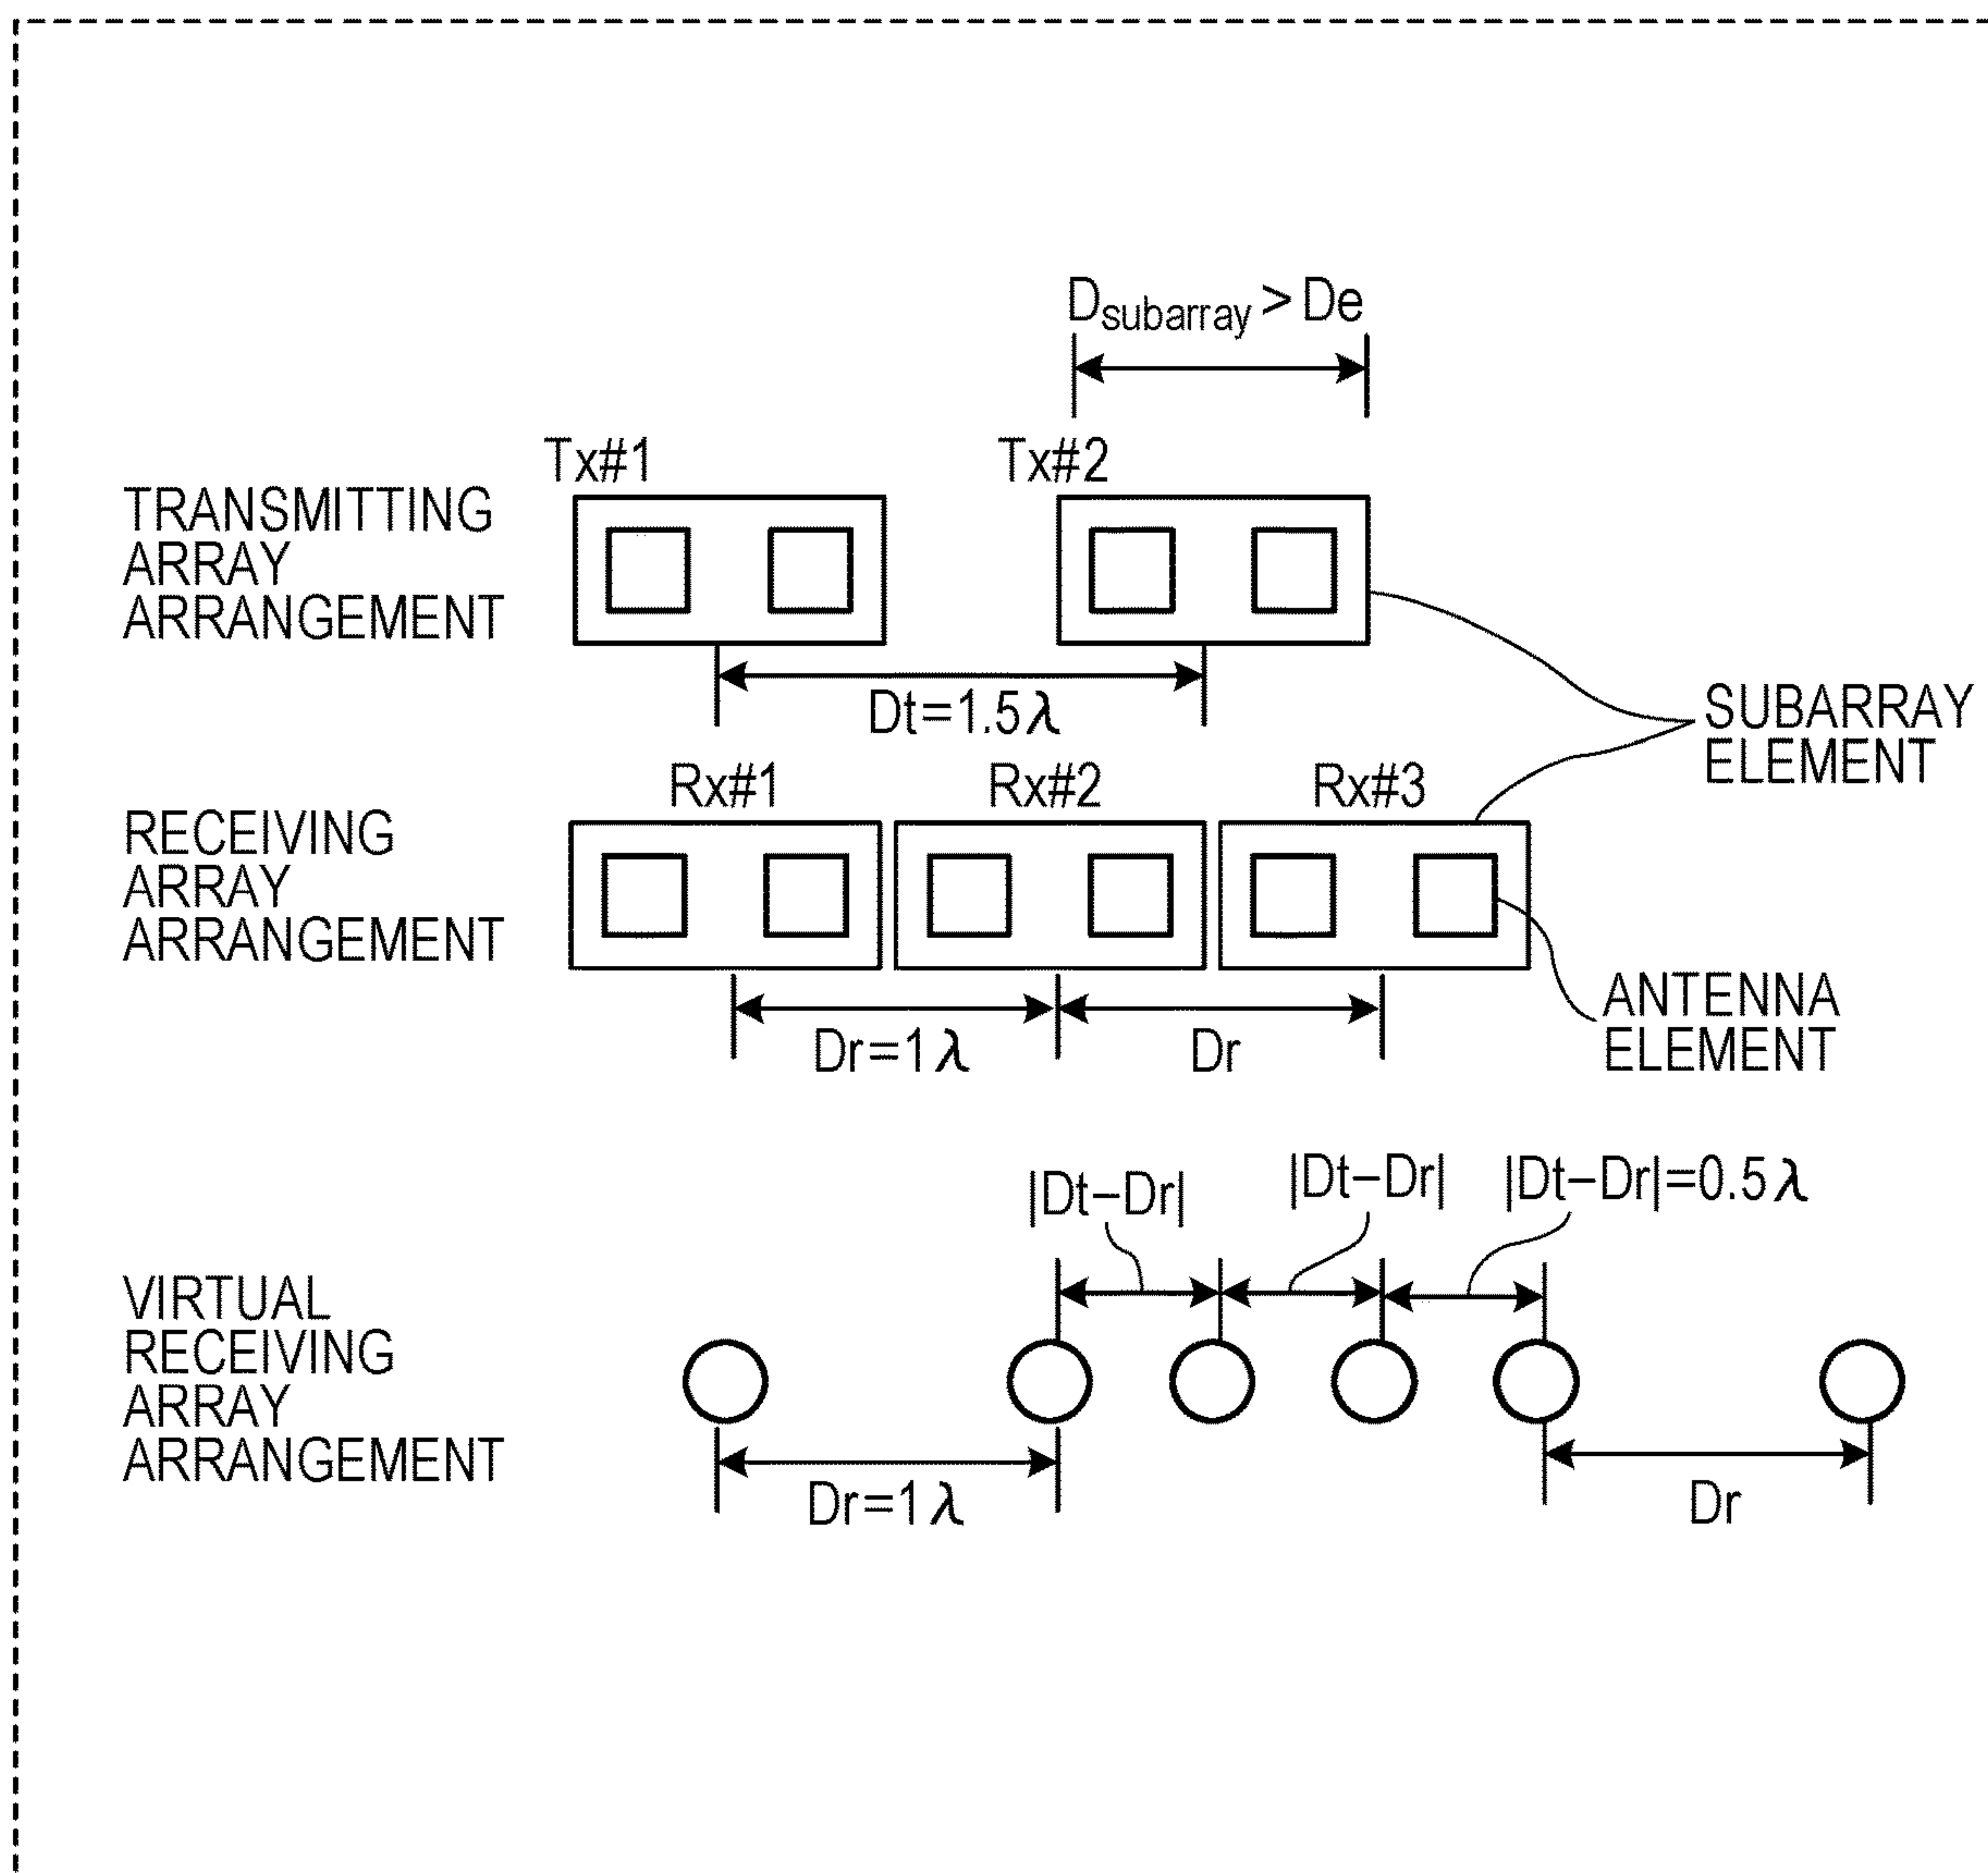 Dsubarray > De
Tx#1
Tx#2
TRANSMITTING
ARRAY
ARRANGEMENT
Dt=1.5λ
SUBARRAY
ELEMENT
Rx#1
Rx#2
Rx#3
RECEIVING
ARRAY
ARRANGEMENT
Dr=1λ
Dr
ANTENNA
ELEMENT
|Dt–Dr|
|Dt–Dr|
|Dt–Dr|=0.5λ
VIRTUAL
RECEIVING
ARRAY
ARRANGEMENT
Dr=1λ
Dr